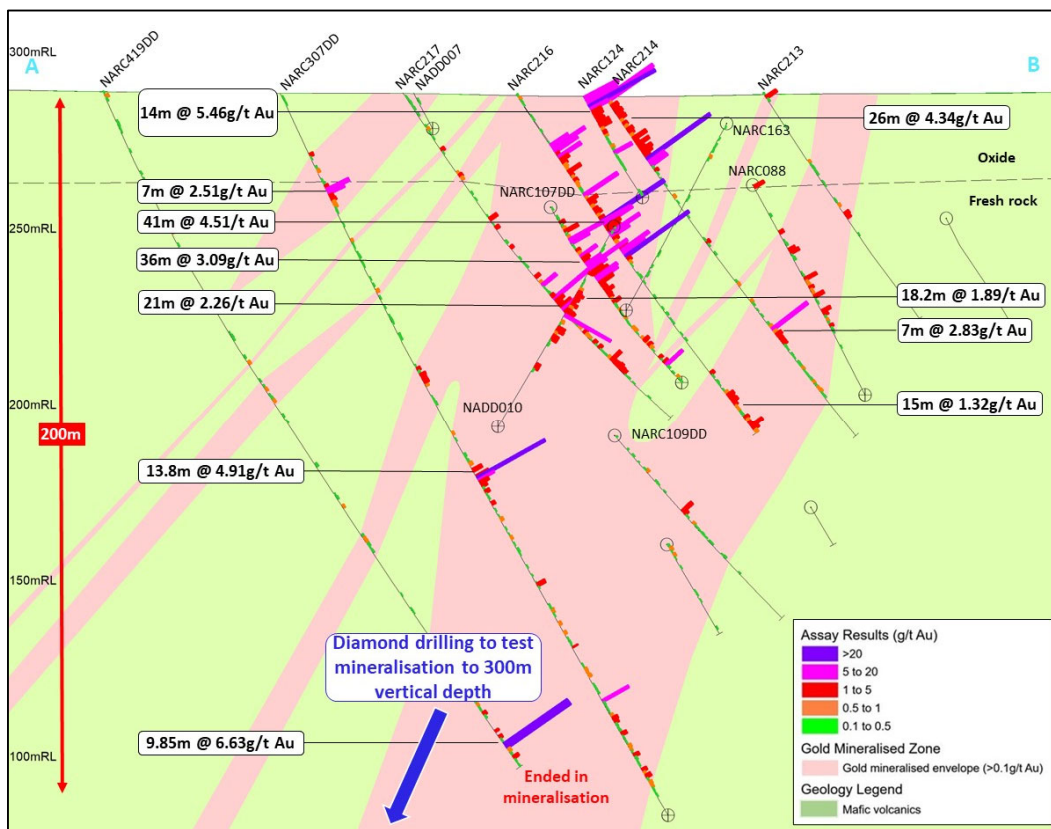 NARC419DD
NARC307DD
NARC217
NADD007
NARC216
NARC124
NARC214
NARC213
300mRL
A
B
14m @ 5.46g/t Au
26m @ 4.34g/t Au
NARC163
Oxide
7m @ 2.51g/t Au
NARC107DD
NARC088
Fresh rock
41m @ 4.51/t Au
250mRL
36m @ 3.09g/t Au
21m @ 2.26/t Au
18.2m @ 1.89/t Au
7m @ 2.83g/t Au
200mRL
NADD010
15m @ 1.32g/t Au
200m
NARC109DD
13.8m @ 4.91g/t Au
150mRL
Diamond drilling to test
mineralisation to 300m
vertical depth
9.85m @ 6.63g/t Au
100mRL
Ended in
mineralisation
Assay Results (g/t Au)
>20
5 to 20
1 to 5
0.5 to 1
0.1 to 0.5
Gold Mineralised Zone
Gold mineralised envelope (>0.1g/t Au)
Geology Legend
Mafic volcanics